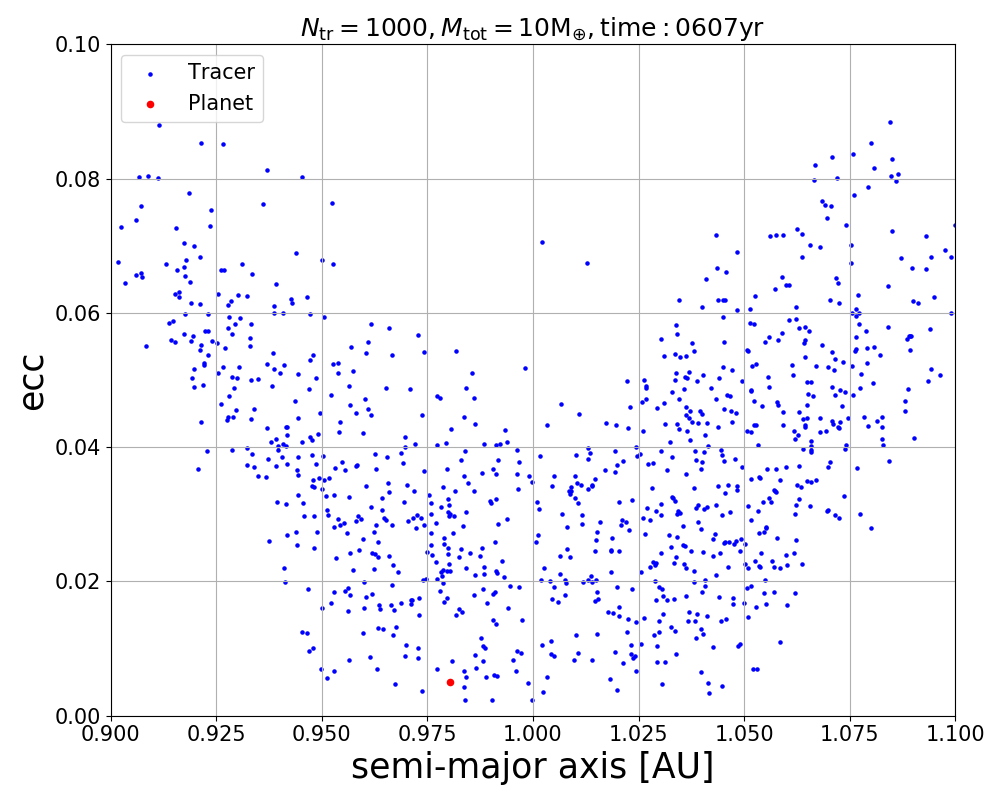 N_tr = 1000, M_tot = 10M_⊕, time : 0607yr
Tracer
Planet
0.10
0.08
0.06
0.04
0.02
0.00
ecc
0.900 0.925 0.950 0.975 1.000 1.025 1.050 1.075 1.100
semi-major axis [AU]